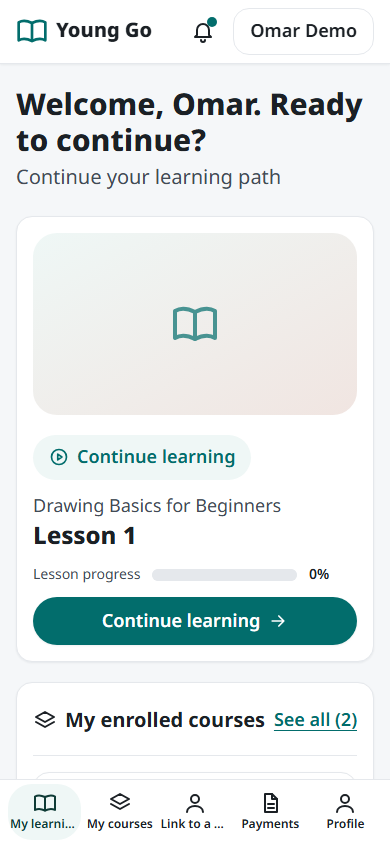 Young Go
Omar Demo
Welcome, Omar. Ready
to continue?
Continue your learning path
Continue learning
Drawing Basics for Beginners
Lesson 1
Lesson progress 0%
Continue learning →
My enrolled courses See all (2)
My learni... My courses Link to a ... Payments Profile